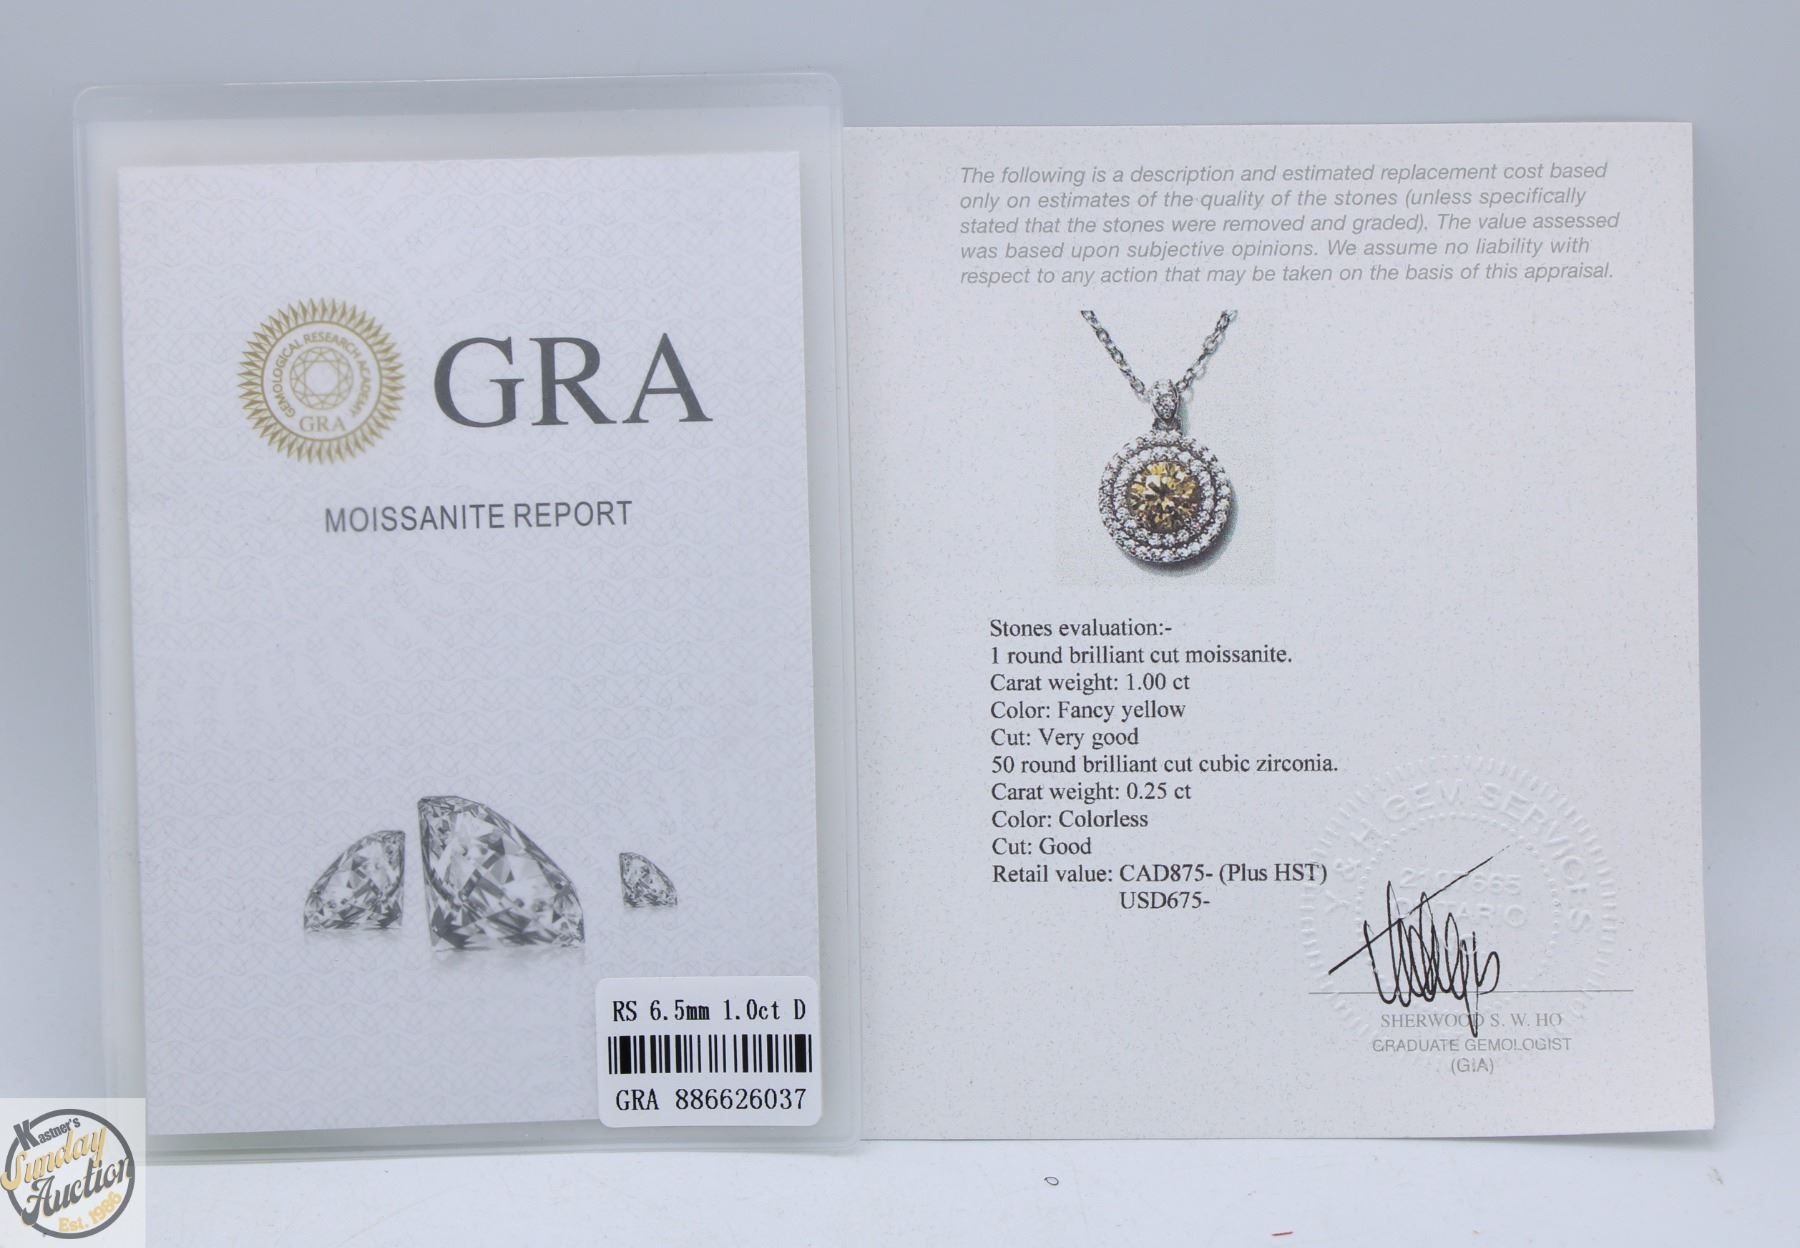 GEMOLOGICAL RESEARCH ACADEMY
GRA
GRA
MOISSANITE REPORT
RS 6.5mm 1.0ct D
GRA 886626037
The following is a description and estimated replacement cost based
only on estimates of the quality of the stones (unless specifically
stated that the stones were removed and graded). The value assessed
was based upon subjective opinions. We assume no liability with
respect to any action that may be taken on the basis of this appraisal.
Stones evaluation:-
1 round brilliant cut moissanite.
Carat weight: 1.00 ct
Color: Fancy yellow
Cut: Very good
50 round brilliant cut cubic zirconia.
Carat weight: 0.25 ct
Color: Colorless
Cut: Good
Retail value: CAD875- (Plus HST)
USD675-
Y & H GEM SERVICES
ONTARIO
SHERWOOD S. W. HO
GRADUATE GEMOLOGIST
(GIA)
Kastner's
Sunday
Auction
Est. 1986